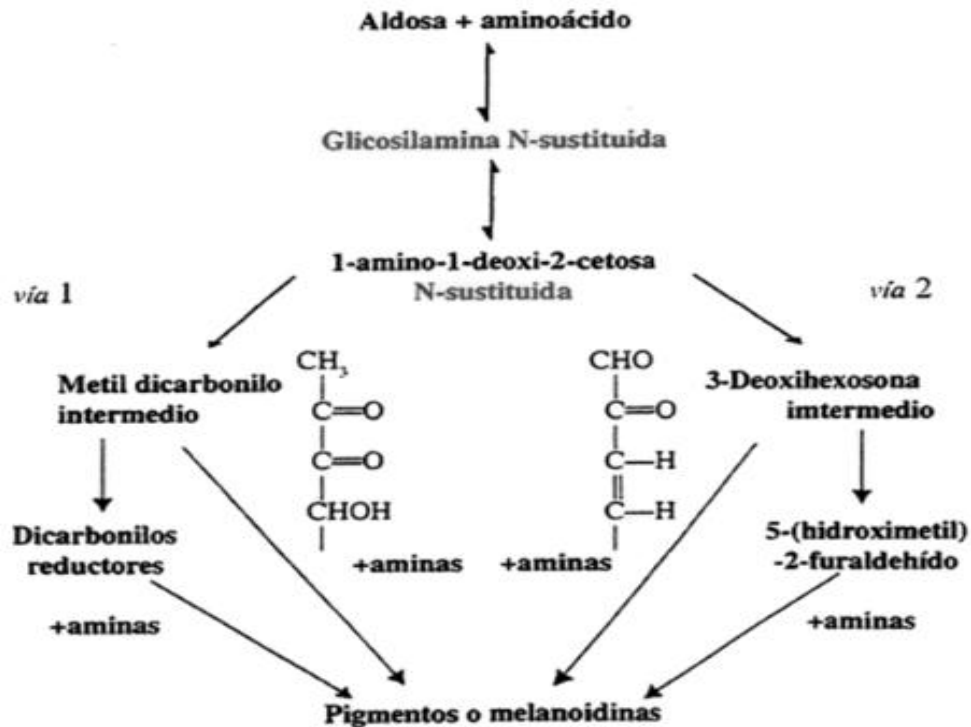 Aldosa + aminoácido
Glicosilamina N-sustituida
1-amino-1-deoxi-2-cetosa
N-sustituida
vía 1
vía 2
Metil dicarbonilo
intermedio
CH₃
C=O
C=O
CHOH
CHO
C=O
C—H
C—H
3-Deoxihexosona
imtermedio
Dicarbonilos
reductores
5-(hidroximetil)
-2-furaldehído
+aminas
+aminas
+aminas
+aminas
Pigmentos o melanoidinas